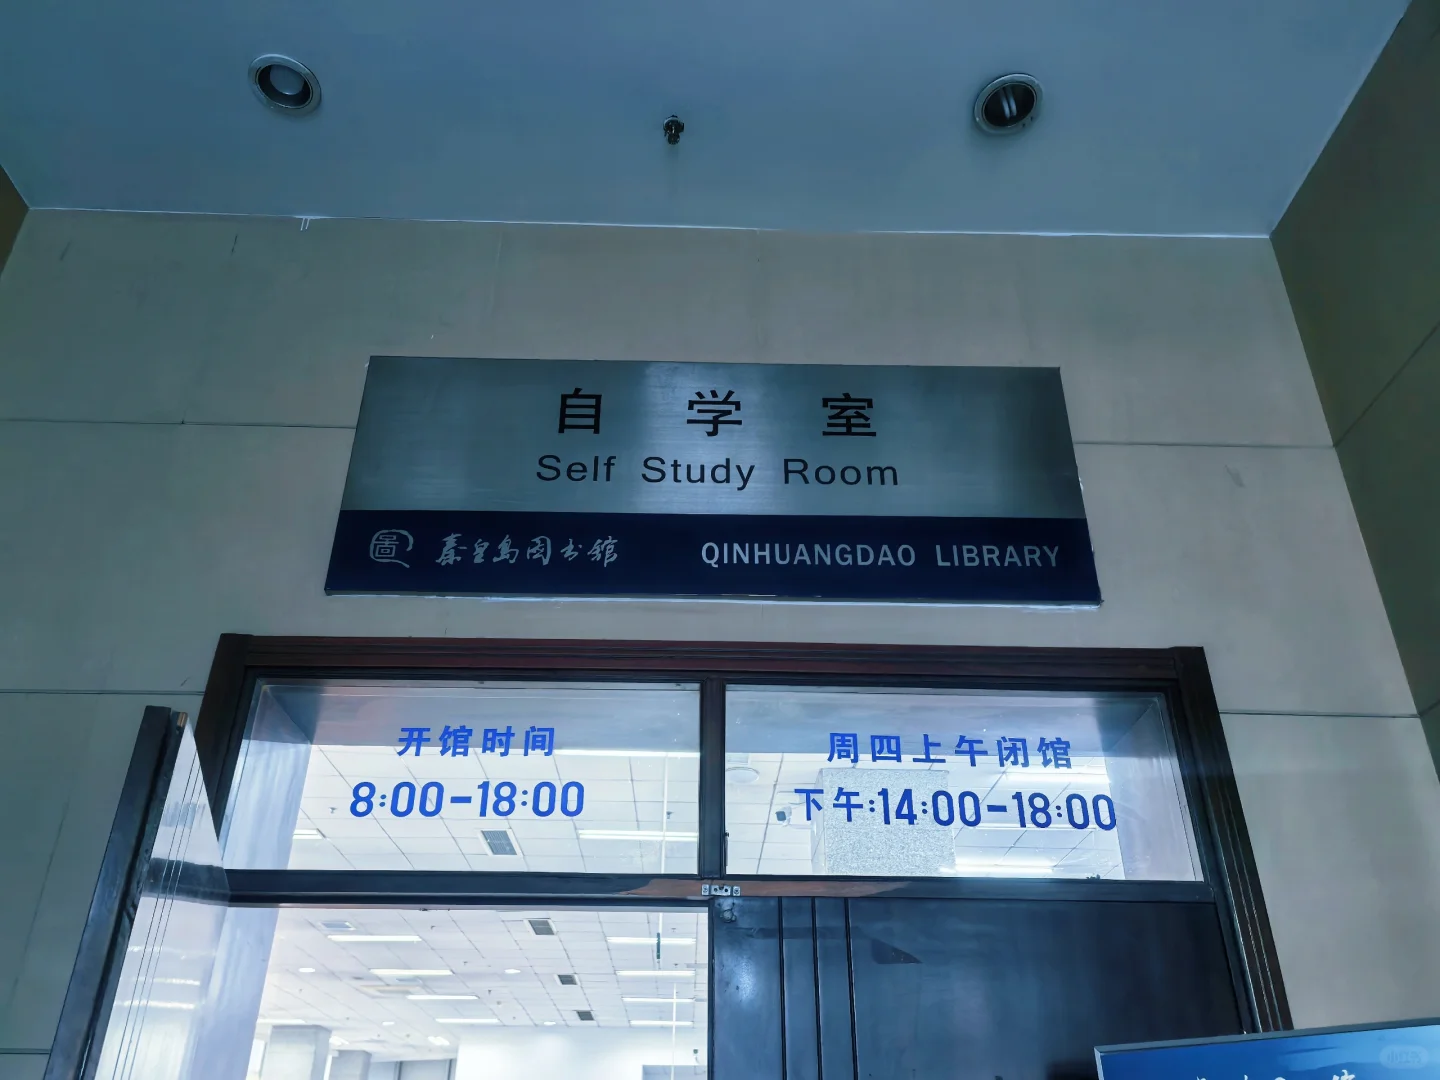 自学室
Self Study Room
圖 秦皇岛图书馆 QINHUANGDAO LIBRARY
开馆时间
8:00-18:00
周四上午闭馆
下午:14:00-18:00